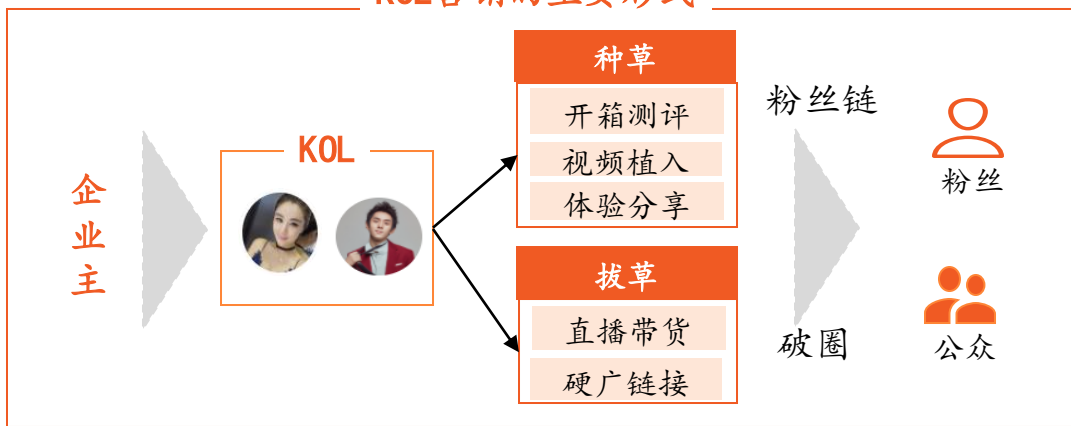 企业主
KOL
种草
开箱测评
视频植入
体验分享
拔草
直播带货
硬广链接
粉丝链
破圈
粉丝
公众